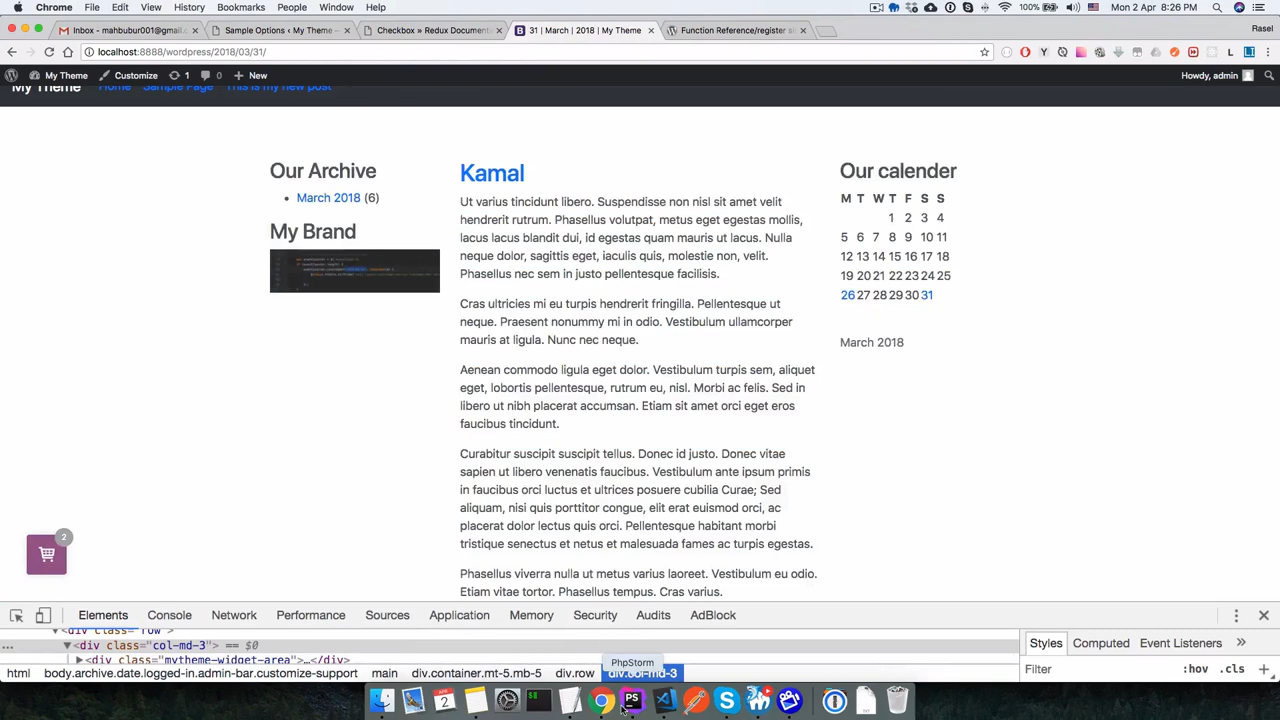 Chrome File Edit View History Bookmarks People Window Help 100% Mon 2 Apr 8:26 PM
Inbox - mahbubur001@gmail.c Sample Options ‹ My Theme — Checkbox » Redux Documenta 31 | March | 2018 | My Theme Function Reference/register si Rasel
localhost:8888/wordpress/2018/03/31/
My Theme Customize 1 0 New Howdy, admin
My Theme Home Sample Page This is my new post
Our Archive
March 2018 (6)
My Brand
Kamal
Ut varius tincidunt libero. Suspendisse non nisl sit amet velit
hendrerit rutrum. Phasellus volutpat, metus eget egestas mollis,
lacus lacus blandit dui, id egestas quam mauris ut lacus. Nulla
neque dolor, sagittis eget, iaculis quis, molestie non, velit.
Phasellus nec sem in justo pellentesque facilisis.
Cras ultricies mi eu turpis hendrerit fringilla. Pellentesque ut
neque. Praesent nonummy mi in odio. Vestibulum ullamcorper
mauris at ligula. Nunc nec neque.
Aenean commodo ligula eget dolor. Vestibulum turpis sem, aliquet
eget, lobortis pellentesque, rutrum eu, nisl. Morbi ac felis. Sed in
libero ut nibh placerat accumsan. Etiam sit amet orci eget eros
faucibus tincidunt.
Curabitur suscipit suscipit tellus. Donec id justo. Donec vitae
sapien ut libero venenatis faucibus. Vestibulum ante ipsum primis
in faucibus orci luctus et ultrices posuere cubilia Curae; Sed
aliquam, nisi quis porttitor congue, elit erat euismod orci, ac
placerat dolor lectus quis orci. Pellentesque habitant morbi
tristique senectus et netus et malesuada fames ac turpis egestas.
Phasellus viverra nulla ut metus varius laoreet. Vestibulum eu odio.
Etiam vitae tortor. Phasellus tempus. Cras varius.
Our calender
M T W T F S S
1 2 3 4
5 6 7 8 9 10 11
12 13 14 15 16 17 18
19 20 21 22 23 24 25
26 27 28 29 30 31
March 2018
2
Elements Console Network Performance Sources Application Memory Security Audits AdBlock
<div class="row">
<div class="col-md-3"> == $0
<div class="mytheme-widget-area">…</div>
Styles Computed Event Listeners »
Filter :hov .cls +
PhpStorm
html body.archive.date.logged-in.admin-bar.customize-support main div.container.mt-5.mb-5 div.row div.col-md-3
2 PS